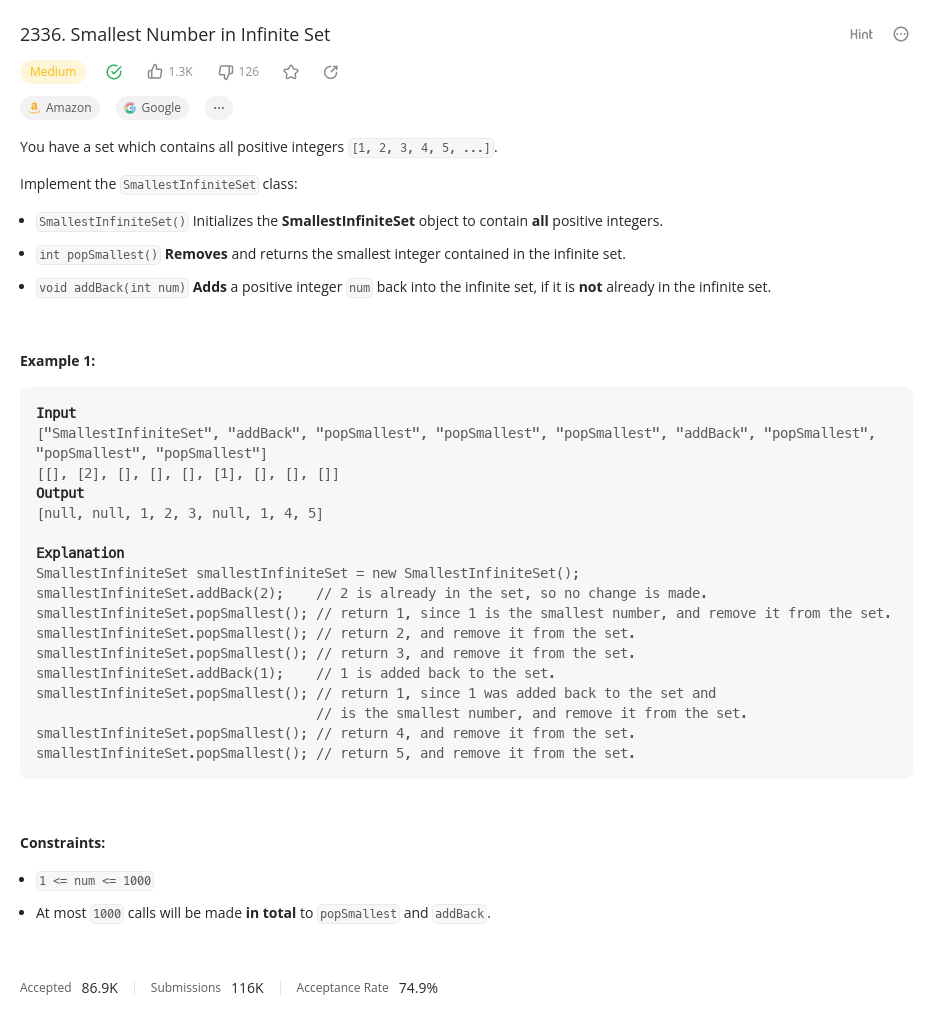 2336. Smallest Number in Infinite Set
Hint
Medium
1.3K
126
Amazon
Google
...
You have a set which contains all positive integers [1, 2, 3, 4, 5, ...].
Implement the SmallestInfiniteSet class:
• SmallestInfiniteSet() Initializes the SmallestInfiniteSet object to contain all positive integers.
• int popSmallest() Removes and returns the smallest integer contained in the infinite set.
• void addBack(int num) Adds a positive integer num back into the infinite set, if it is not already in the infinite set.
Example 1:
Input
["SmallestInfiniteSet", "addBack", "popSmallest", "popSmallest", "popSmallest", "addBack", "popSmallest",
"popSmallest", "popSmallest"]
[[], [2], [], [], [], [1], [], [], []]
Output
[null, null, 1, 2, 3, null, 1, 4, 5]
Explanation
SmallestInfiniteSet smallestInfiniteSet = new SmallestInfiniteSet();
smallestInfiniteSet.addBack(2);    // 2 is already in the set, so no change is made.
smallestInfiniteSet.popSmallest(); // return 1, since 1 is the smallest number, and remove it from the set.
smallestInfiniteSet.popSmallest(); // return 2, and remove it from the set.
smallestInfiniteSet.popSmallest(); // return 3, and remove it from the set.
smallestInfiniteSet.addBack(1);    // 1 is added back to the set.
smallestInfiniteSet.popSmallest(); // return 1, since 1 was added back to the set and
                                   // is the smallest number, and remove it from the set.
smallestInfiniteSet.popSmallest(); // return 4, and remove it from the set.
smallestInfiniteSet.popSmallest(); // return 5, and remove it from the set.
Constraints:
• 1 <= num <= 1000
• At most 1000 calls will be made in total to popSmallest and addBack.
Accepted 86.9K Submissions 116K Acceptance Rate 74.9%